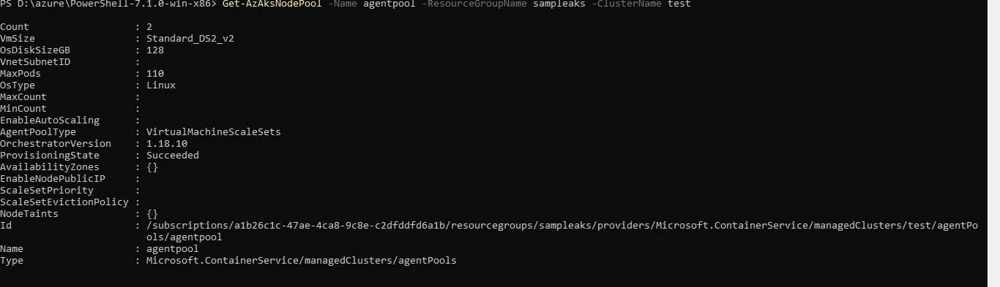 PS D:\azure\PowerShell-7.1.0-win-x86> Get-AzAksNodePool -Name agentpool -ResourceGroupName sampleaks -ClusterName test
Count                   : 2
VmSize                  : Standard_DS2_v2
OsDiskSizeGB            : 128
VnetSubnetID            :
MaxPods                 : 110
OsType                  : Linux
MaxCount                :
MinCount                :
EnableAutoScaling       :
AgentPoolType           : VirtualMachineScaleSets
OrchestratorVersion     : 1.18.10
ProvisioningState       : Succeeded
AvailabilityZones       : {}
EnableNodePublicIP      :
ScaleSetPriority        :
ScaleSetEvictionPolicy :
NodeTaints              : {}
Id                      : /subscriptions/a1b26c1c-47ae-4ca8-9c8e-c2dfddfd6a1b/resourcegroups/sampleaks/providers/Microsoft.ContainerService/managedClusters/test/agentPo
ols/agentpool
Name                    : agentpool
Type                    : Microsoft.ContainerService/managedClusters/agentPools